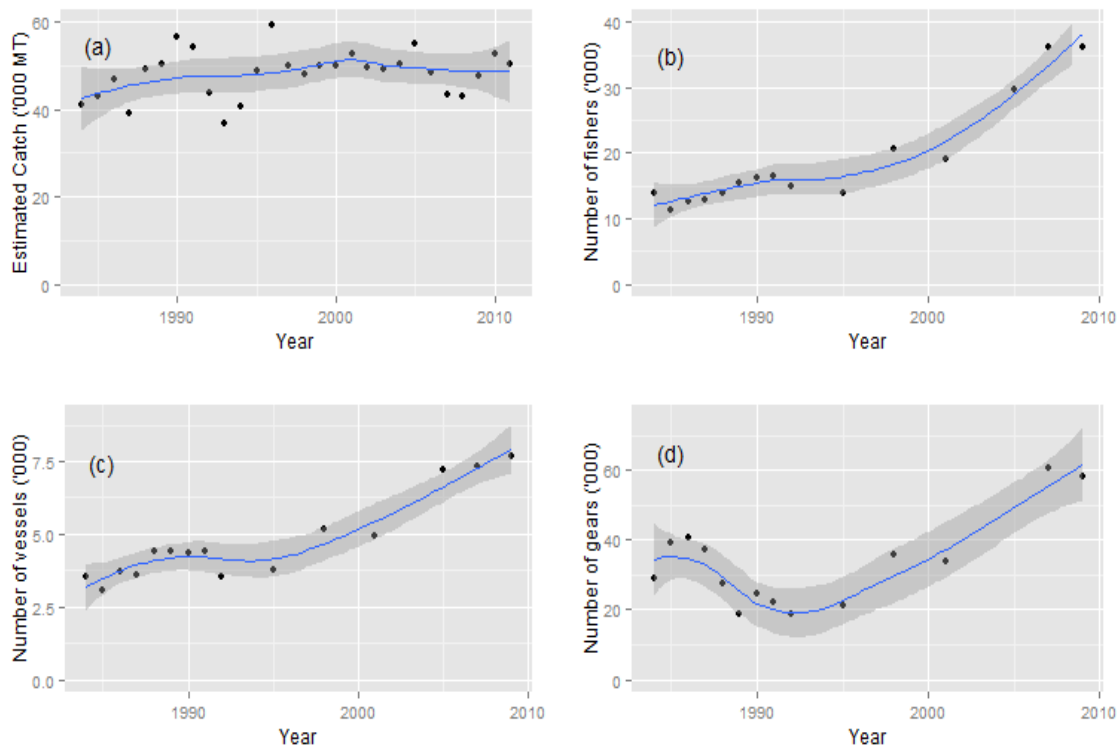 (a)
Estimated Catch ('000 MT)
60
40
20
0
1990
2000
2010
Year
(b)
Number of fishers ('000)
40
30
20
10
0
1990
2000
2010
Year
(c)
Number of vessels ('000)
7.5
5.0
2.5
0.0
1990
2000
2010
Year
(d)
Number of gears ('000)
60
40
20
0
1990
2000
2010
Year